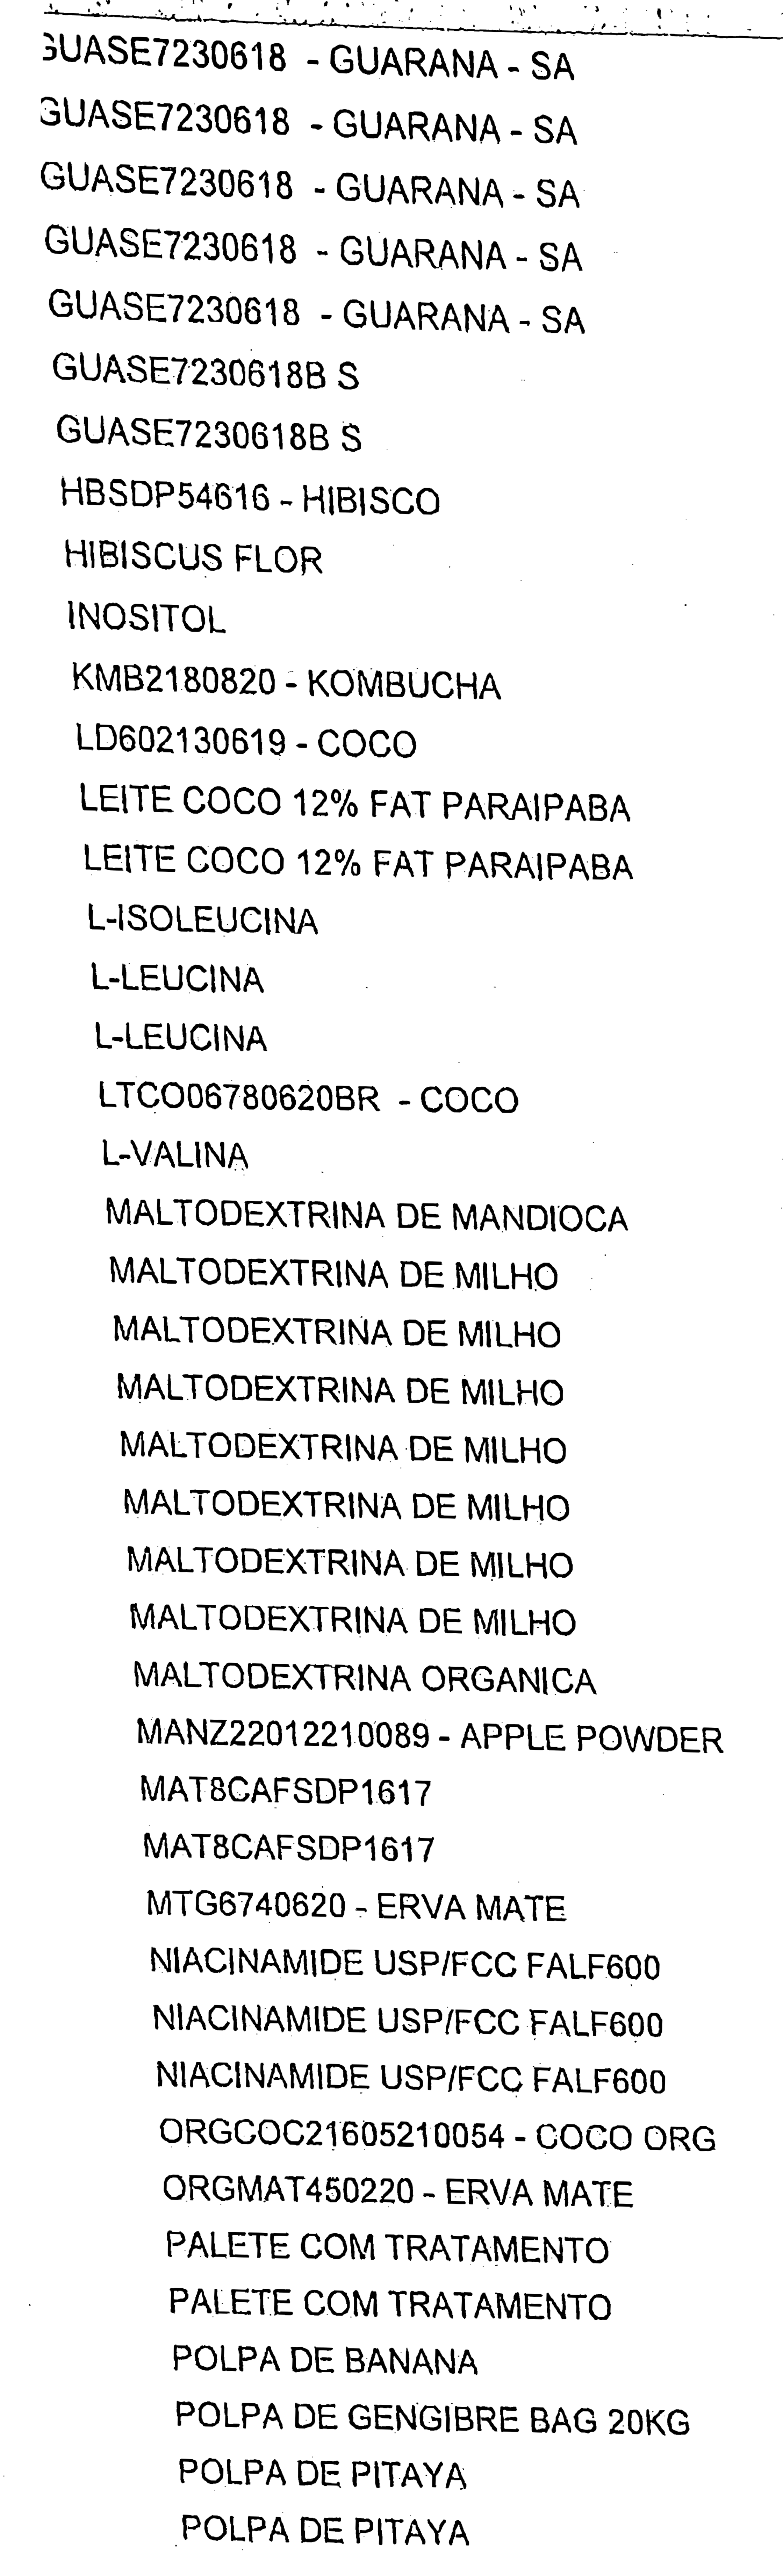 GUASE7230618 - GUARANA - SA
GUASE7230618 - GUARANA - SA
GUASE7230618 - GUARANA - SA
GUASE7230618 - GUARANA - SA
GUASE7230618 - GUARANA - SA
GUASE7230618B S
GUASE7230618B S
HBSDP54616 - HIBISCO
HIBISCUS FLOR
INOSITOL
KMB2180820 - KOMBUCHA
LD602130619 - COCO
LEITE COCO 12% FAT PARAIPABA
LEITE COCO 12% FAT PARAIPABA
L-ISOLEUCINA
L-LEUCINA
L-LEUCINA
LTCO06780620BR - COCO
L-VALINA
MALTODEXTRINA DE MANDIOCA
MALTODEXTRINA DE MILHO
MALTODEXTRINA DE MILHO
MALTODEXTRINA DE MILHO
MALTODEXTRINA DE MILHO
MALTODEXTRINA DE MILHO
MALTODEXTRINA DE MILHO
MALTODEXTRINA DE MILHO
MALTODEXTRINA ORGANICA
MANZ22012210089 - APPLE POWDER
MAT8CAFSDP1617
MAT8CAFSDP1617
MTG6740620 - ERVA MATE
NIACINAMIDE USP/FCC FALF600
NIACINAMIDE USP/FCC FALF600
NIACINAMIDE USP/FCC FALF600
ORGCOC21605210054 - COCO ORG
ORGMAT450220 - ERVA MATE
PALETE COM TRATAMENTO
PALETE COM TRATAMENTO
POLPA DE BANANA
POLPA DE GENGIBRE BAG 20KG
POLPA DE PITAYA
POLPA DE PITAYA